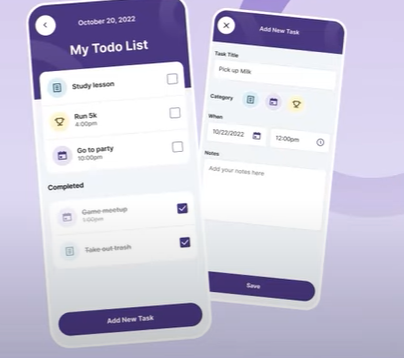 October 20, 2022
My Todo List
Study lesson
Run 5k
4:00pm
Go to party
10:00pm
Completed
Game meetup
1:00pm
Take out trash
Add New Task
Add New Task
Task Title
Pick up Milk
Category
When
10/22/2022
12:00pm
Notes
Add your notes here
Save